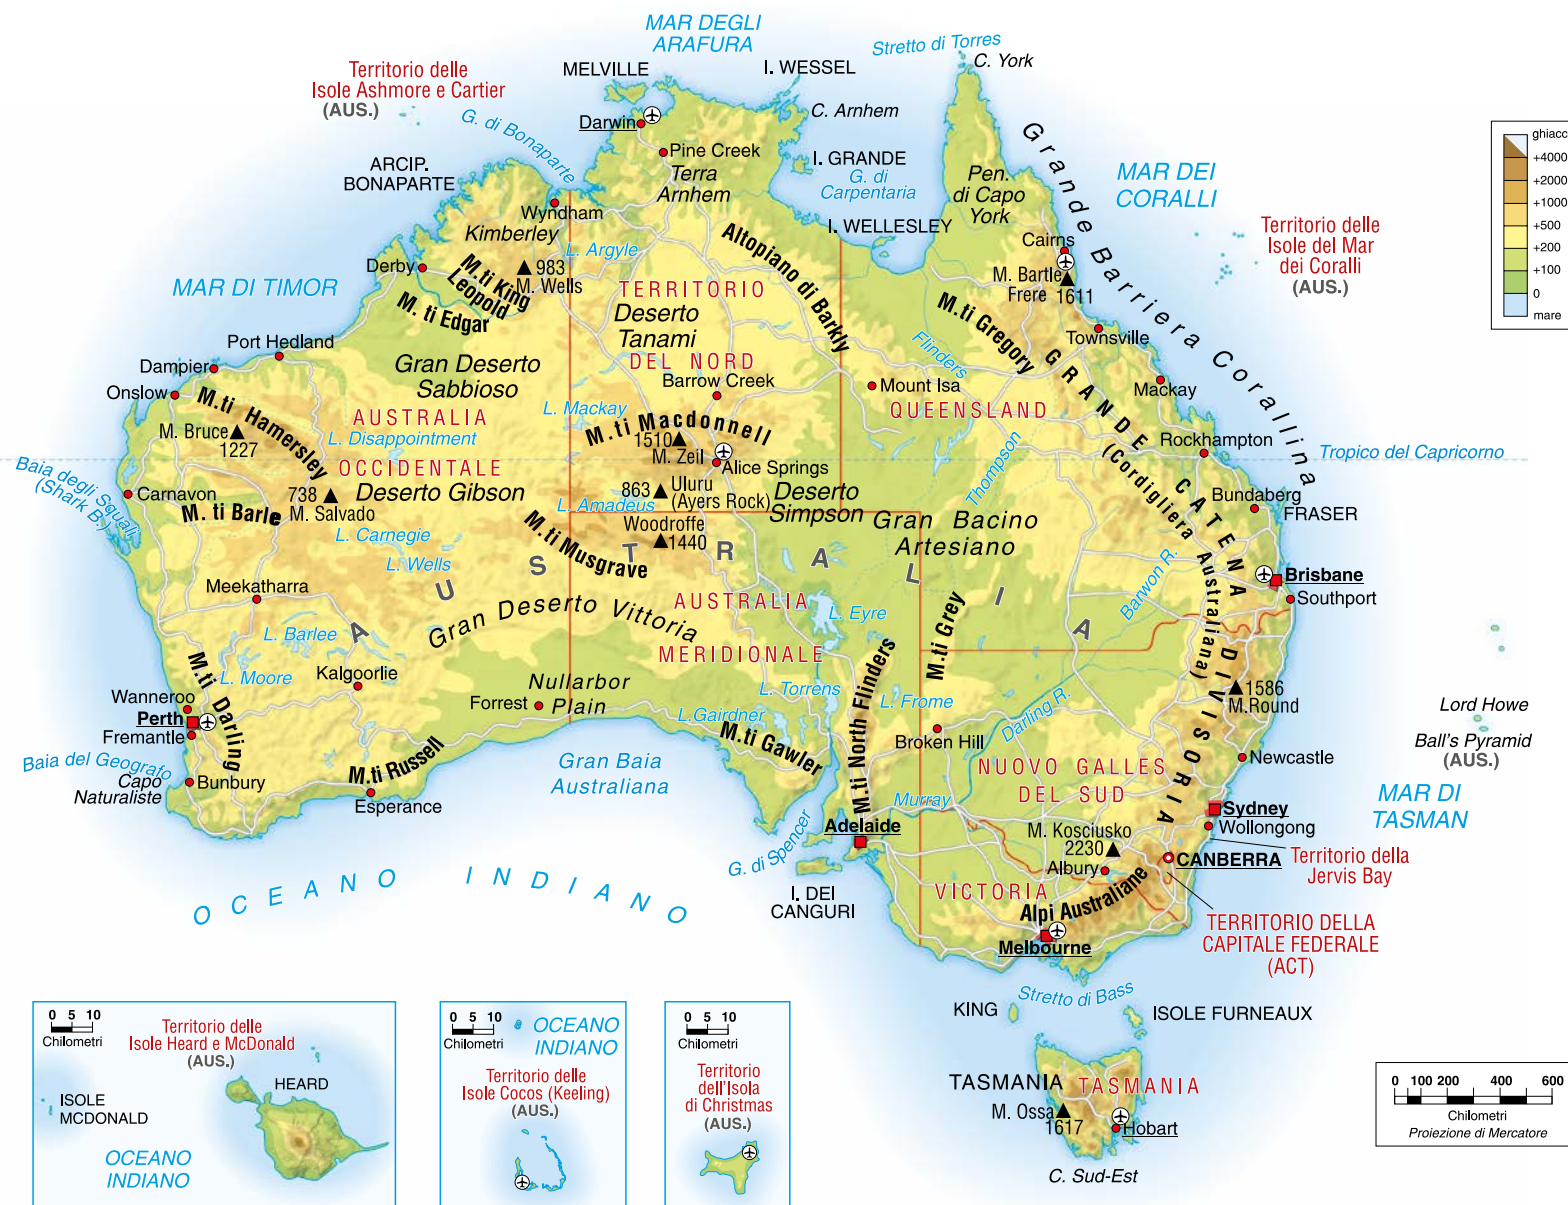 MAR DEGLI
ARAFURA
Stretto di Torres
C. York
Territorio delle
Isole Ashmore e Cartier
(AUS.)
MELVILLE
I. WESSEL
C. Arnhem
Darwin
G. di Bonaparte
Pine Creek
Terra
Arnhem
I. GRANDE
G. di
Carpentaria
ARCIP.
BONAPARTE
Pen.
di Capo
York
Grande Barriera Corallina
MAR DEI
CORALLI
ghiacc
+4000
+2000
+1000
+500
+200
+100
0
mare
Wyndham
Kimberley
L. Argyle
Altopiano di Barkly
I. WELLESLEY
Cairns
Territorio delle
Isole del Mar
dei Coralli
(AUS.)
Derby
M.ti King
Leopold
983
M. Wells
M. Bartle
Frere 1611
MAR DI TIMOR
M. ti Edgar
TERRITORIO
DEL NORD
Deserto
Tanami
M.ti Gregory
Flinders
Townsville
Port Hedland
Dampier
Onslow
Gran Deserto
Sabbioso
Barrow Creek
Mount Isa
Mackay
GRANDE CATENA DIVISORIA
(Cordigliera Australiana)
M.ti Hamersley
M. Bruce
1227
AUSTRALIA
OCCIDENTALE
L. Disappointment
L. Mackay
M.ti Macdonnell
1510
M. Zeil
Alice Springs
QUEENSLAND
Thompson
Rockhampton
Tropico del Capricorno
Baia degli Squali
(Shark B.)
Carnavon
M. ti Barle
738
M. Salvado
Deserto Gibson
L. Amadeus
863
Uluru
(Ayers Rock)
Deserto
Simpson
Bundaberg
FRASER
L. Carnegie
L. Wells
M.ti Musgrave
Woodroffe
1440
Gran Bacino
Artesiano
Barwon R.
Brisbane
Southport
AUSTRALIA
Meekatharra
L. Barlee
Gran Deserto Vittoria
AUSTRALIA
MERIDIONALE
L. Eyre
M.ti Grey
L. Moore
Kalgoorlie
Nullarbor
Plain
Forrest
L. Torrens
L.Gairdner
M.ti North Flinders
L. Frome
Darling R.
1586
M.Round
Lord Howe
Ball's Pyramid
(AUS.)
Wanneroo
Perth
Fremantle
M.ti Darling
Baia del Geografo
Capo
Naturaliste
Bunbury
M.ti Russell
Esperance
Gran Baia
Australiana
M.ti Gawler
Broken Hill
NUOVO GALLES
DEL SUD
Newcastle
Murray
Adelaide
G. di Spencer
I. DEI
CANGURI
M. Kosciusko
2230
Albury
Sydney
Wollongong
CANBERRA
Territorio della
Jervis Bay
MAR DI
TASMAN
VICTORIA
Alpi Australiane
TERRITORIO DELLA
CAPITALE FEDERALE
(ACT)
Melbourne
OCEANO INDIANO
Stretto di Bass
KING
ISOLE FURNEAUX
TASMANIA
TASMANIA
M. Ossa
1617
Hobart
C. Sud-Est
0 5 10
Chilometri
Territorio delle
Isole Heard e McDonald
(AUS.)
HEARD
ISOLE
MCDONALD
OCEANO
INDIANO
0 5 10
Chilometri
OCEANO
INDIANO
Territorio delle
Isole Cocos (Keeling)
(AUS.)
0 5 10
Chilometri
Territorio
dell'Isola
di Christmas
(AUS.)
0 100 200 400 600
Chilometri
Proiezione di Mercatore